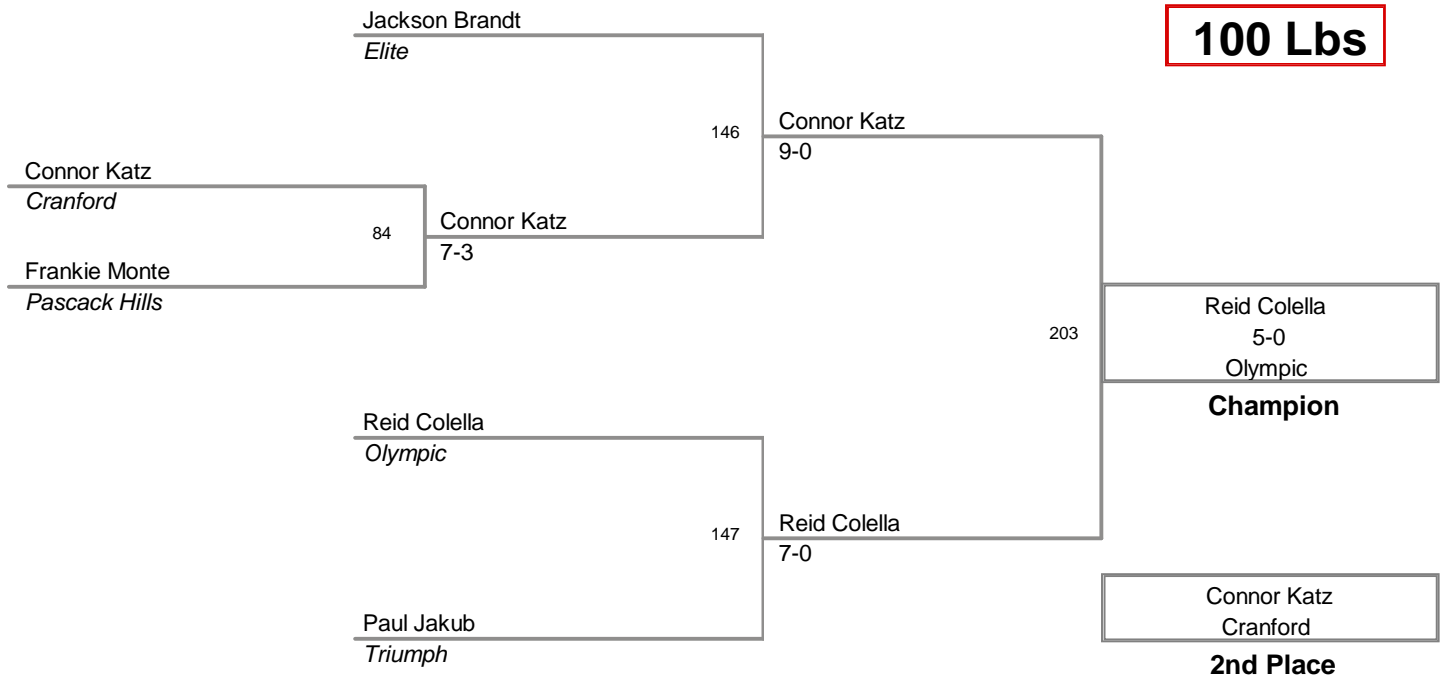 Jackson Brandt
Elite
100 Lbs
146
Connor Katz
9-0
Connor Katz
Cranford
84
Connor Katz
7-3
Frankie Monte
Pascack Hills
203
Reid Colella
5-0
Olympic
Champion
Reid Colella
Olympic
147
Reid Colella
7-0
Paul Jakub
Triumph
Connor Katz
Cranford
2nd Place